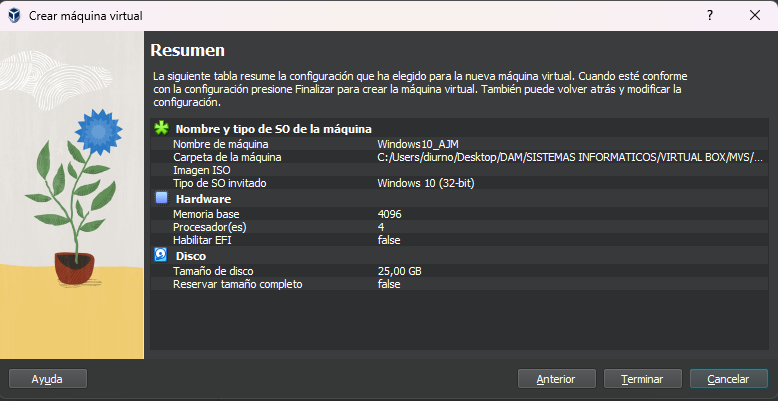 Crear máquina virtual
?
Resumen
La siguiente tabla resume la configuración que ha elegido para la nueva máquina virtual. Cuando esté conforme
con la configuración presione Finalizar para crear la máquina virtual. También puede volver atrás y modificar la
configuración.
Nombre y tipo de SO de la máquina
Nombre de máquina Windows10_AJM
Carpeta de la máquina C:/Users/diurno/Desktop/DAM/SISTEMAS INFORMATICOS/VIRTUAL BOX/MVS/...
Imagen ISO
Tipo de SO invitado Windows 10 (32-bit)
Hardware
Memoria base 4096
Procesador(es) 4
Habilitar EFI false
Disco
Tamaño de disco 25,00 GB
Reservar tamaño completo false
Ayuda Anterior Terminar Cancelar